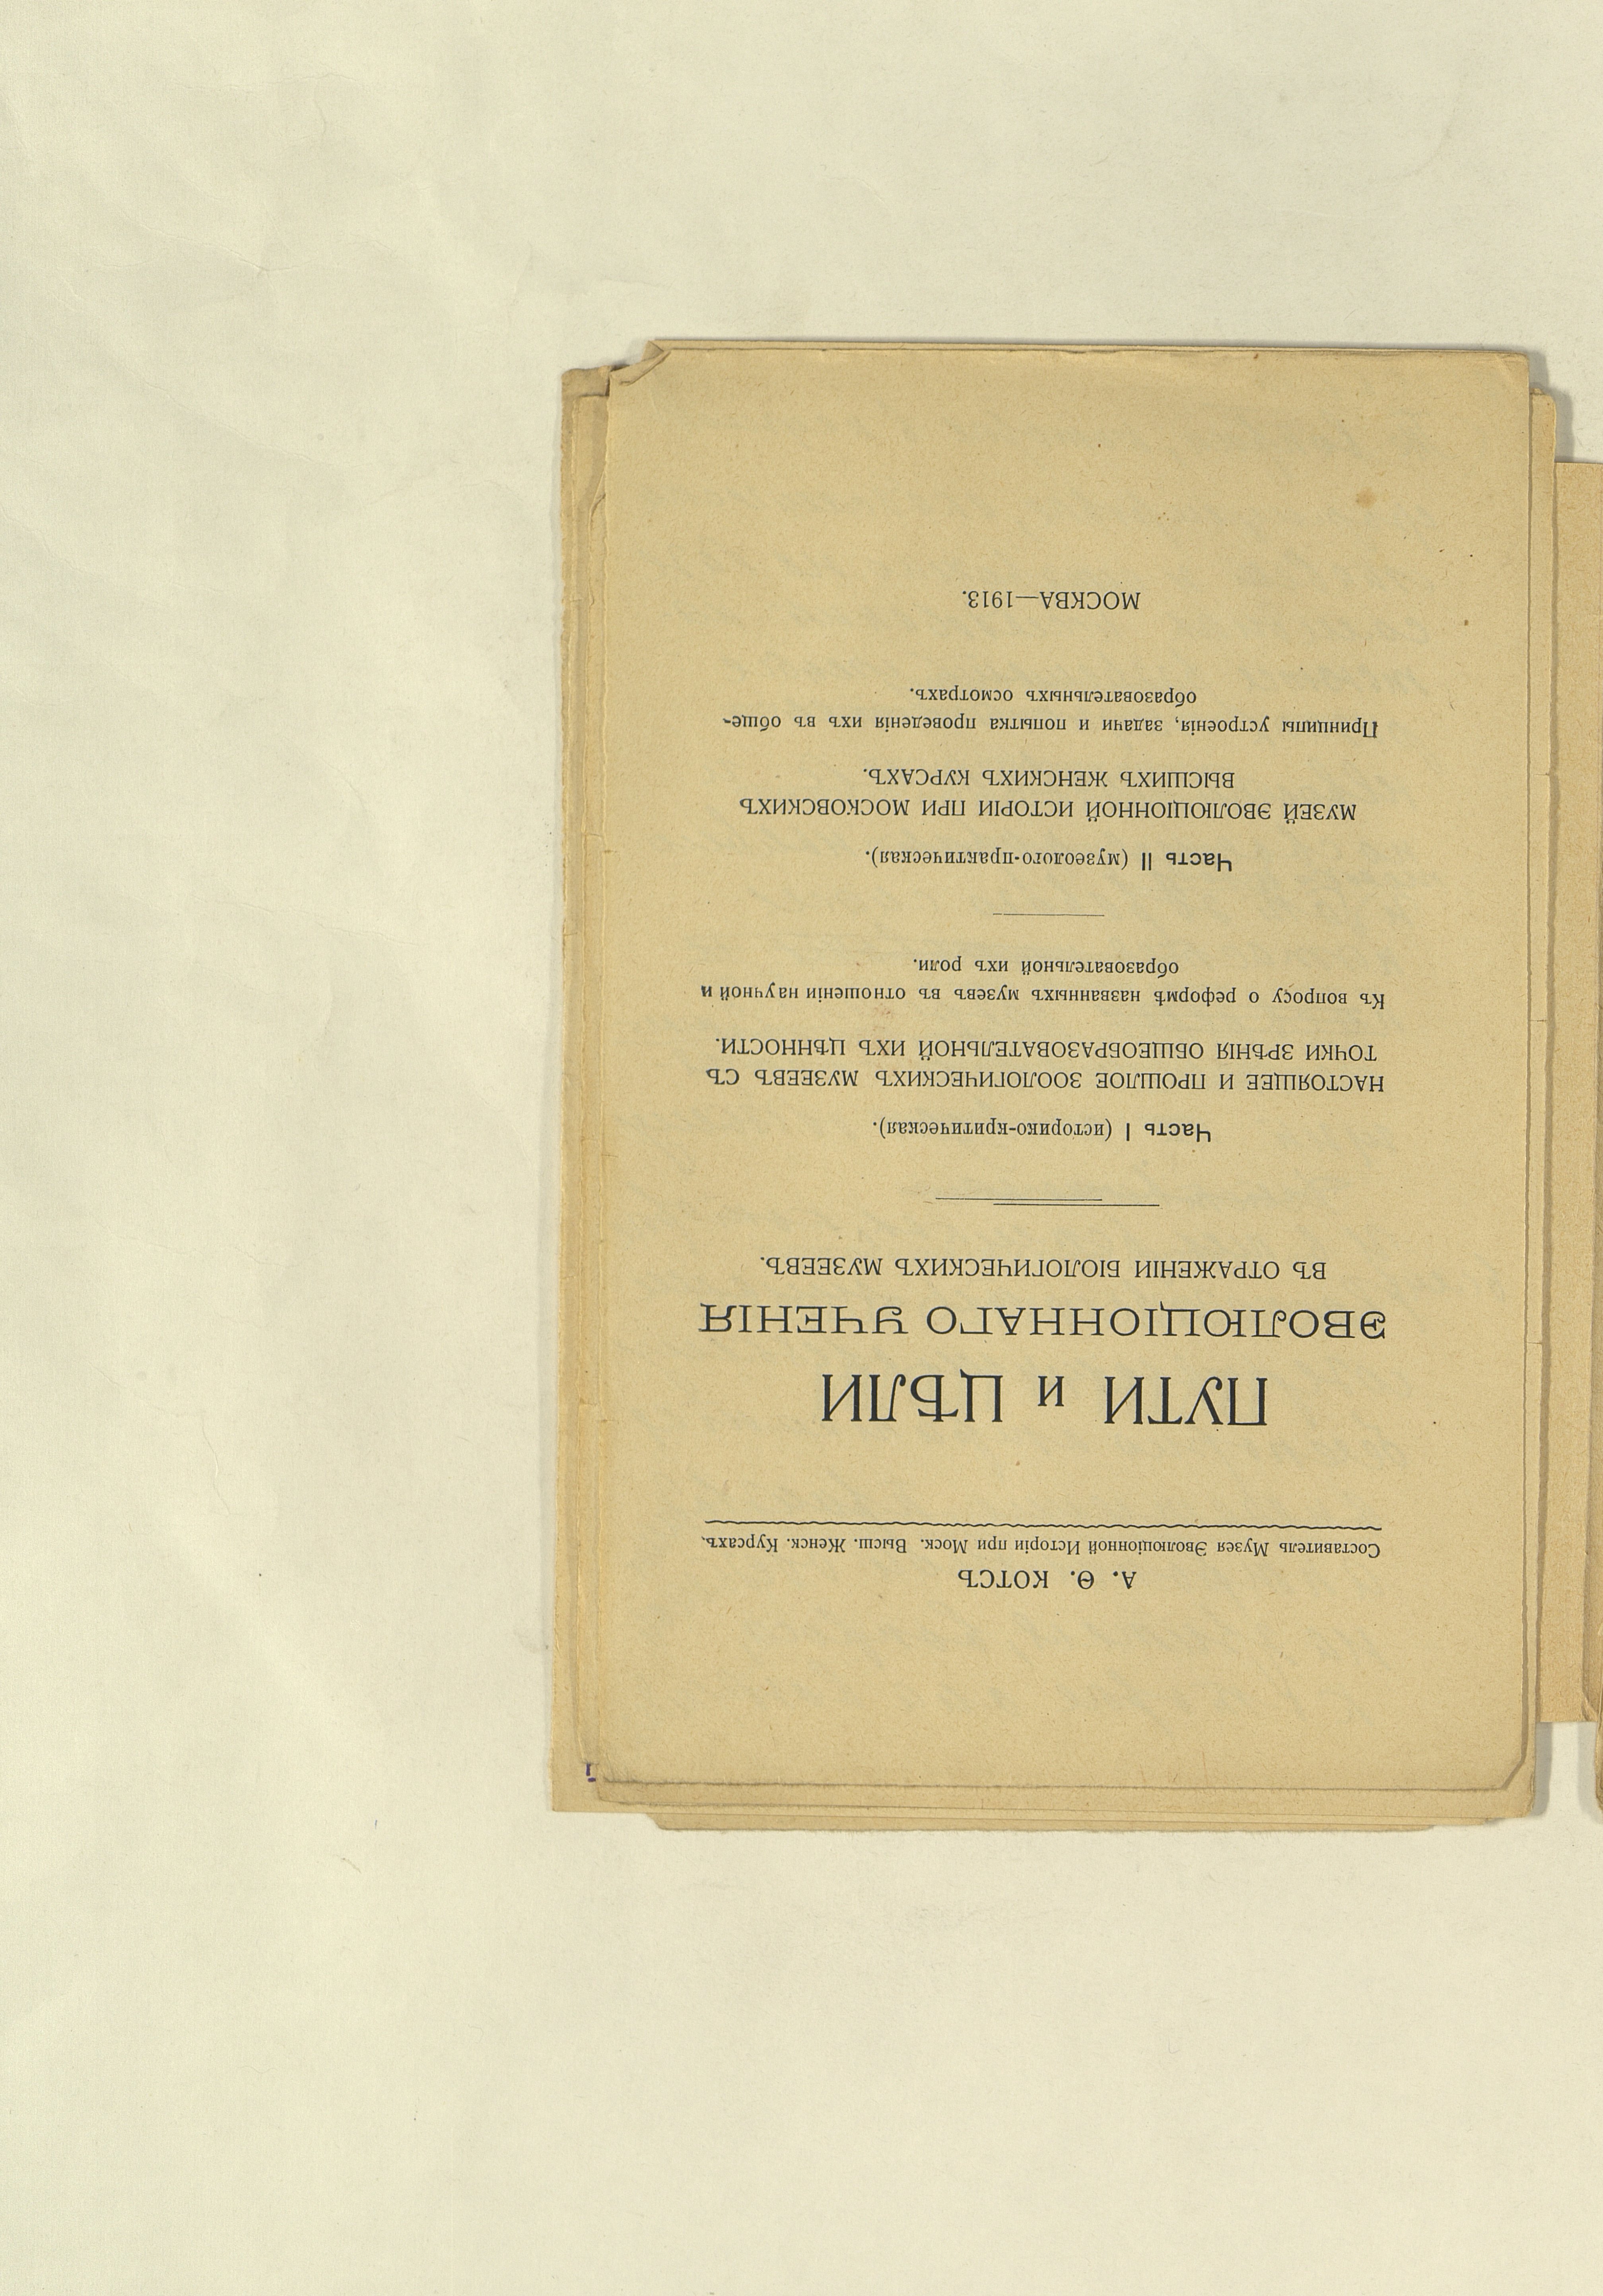 А. Ѳ. КОТСЪ
Составитель Музея Эволюціонной Исторіи при Моск. Высш. Женск. Курсахъ.
ПУТИ и ЦѢЛИ
ЭВОЛЮЦІОННАГО УЧЕНІЯ
ВЪ ОТРАЖЕНІИ БІОЛОГИЧЕСКИХЪ МУЗЕЕВЪ.
Часть I (историко-критическая).
НАСТОЯЩЕЕ И ПРОШЛОЕ ЗООЛОГИЧЕСКИХЪ МУЗЕЕВЪ СЪ
ТОЧКИ ЗРѢНІЯ ОБЩЕОБРАЗОВАТЕЛЬНОЙ ИХЪ ЦѢННОСТИ.
Къ вопросу о реформѣ названныхъ музеевъ въ отношеніи научной и
образовательной ихъ роли.
Часть II (музеолого-практическая).
МУЗЕЙ ЭВОЛЮЦІОННОЙ ИСТОРІИ ПРИ МОСКОВСКИХЪ
ВЫСШИХЪ ЖЕНСКИХЪ КУРСАХЪ.
Принципы устроенія, задачи и попытка проведенія ихъ въ обще-
образовательныхъ осмотрахъ.
МОСКВА—1913.